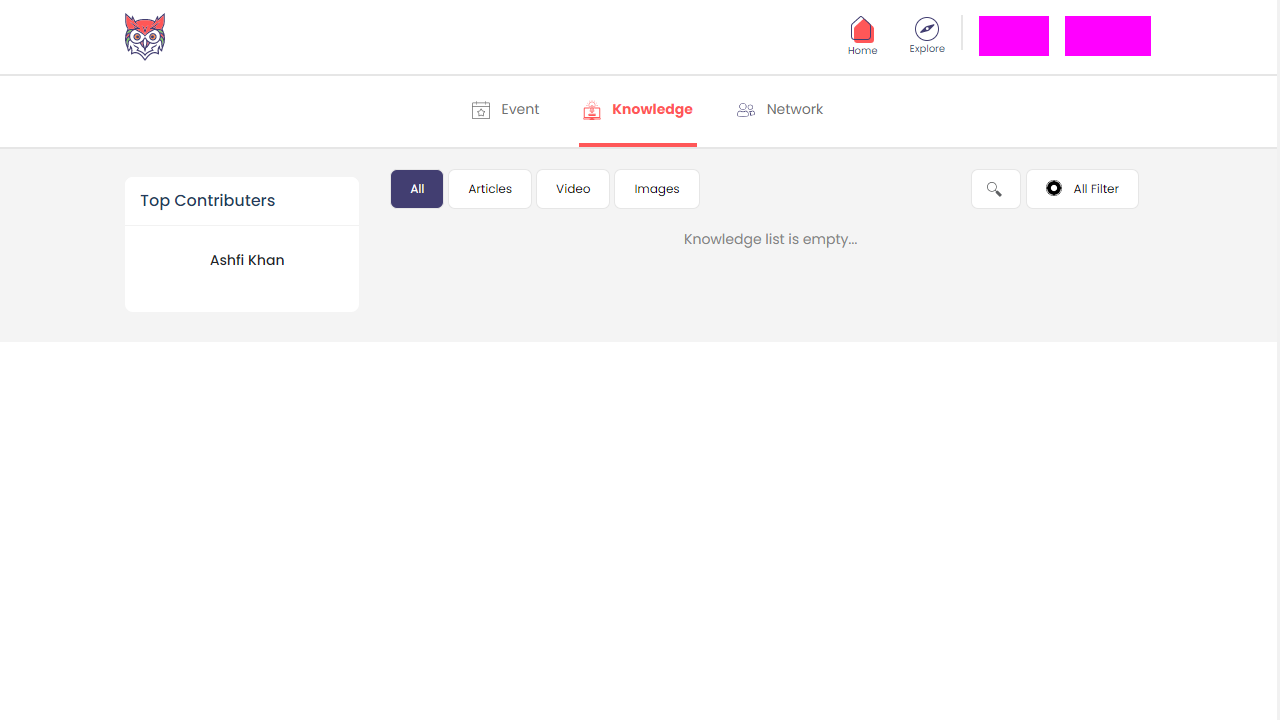 Home
Explore
Event
Knowledge
Network
Top Contributers
Ashfi Khan
All
Articles
Video
Images
All Filter
Knowledge list is empty...